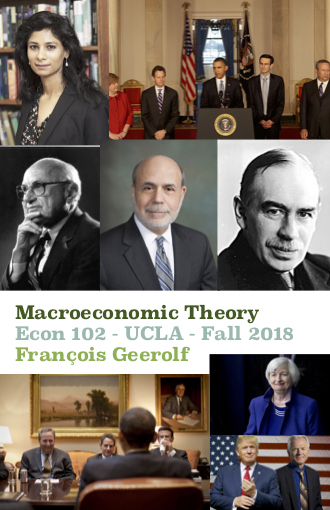 Macroeconomic Theory
Econ 102 - UCLA - Fall 2018
François Geerolf